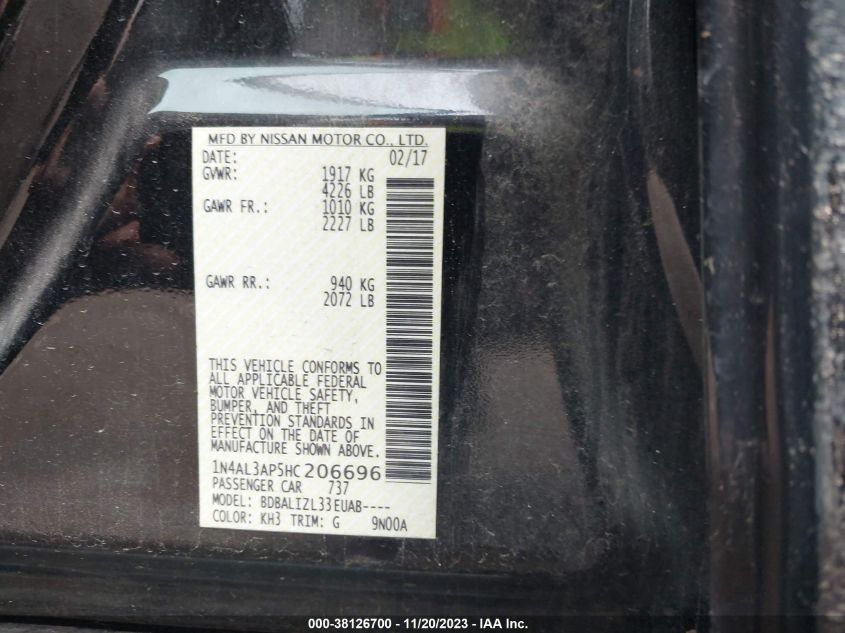 MFD BY NISSAN MOTOR CO., LTD.
DATE: 02/17
GVWR: 1917 KG
4226 LB
GAWR FR.: 1010 KG
2227 LB
GAWR RR.: 940 KG
2072 LB
THIS VEHICLE CONFORMS TO
ALL APPLICABLE FEDERAL
MOTOR VEHICLE SAFETY,
BUMPER, AND THEFT
PREVENTION STANDARDS IN
EFFECT ON THE DATE OF
MANUFACTURE SHOWN ABOVE.
1N4AL3AP5HC206696
PASSENGER CAR 737
MODEL: BDBALIZL33EUAB----
COLOR: KH3 TRIM: G 9N00A
000-38126700 - 11/20/2023 - IAA Inc.